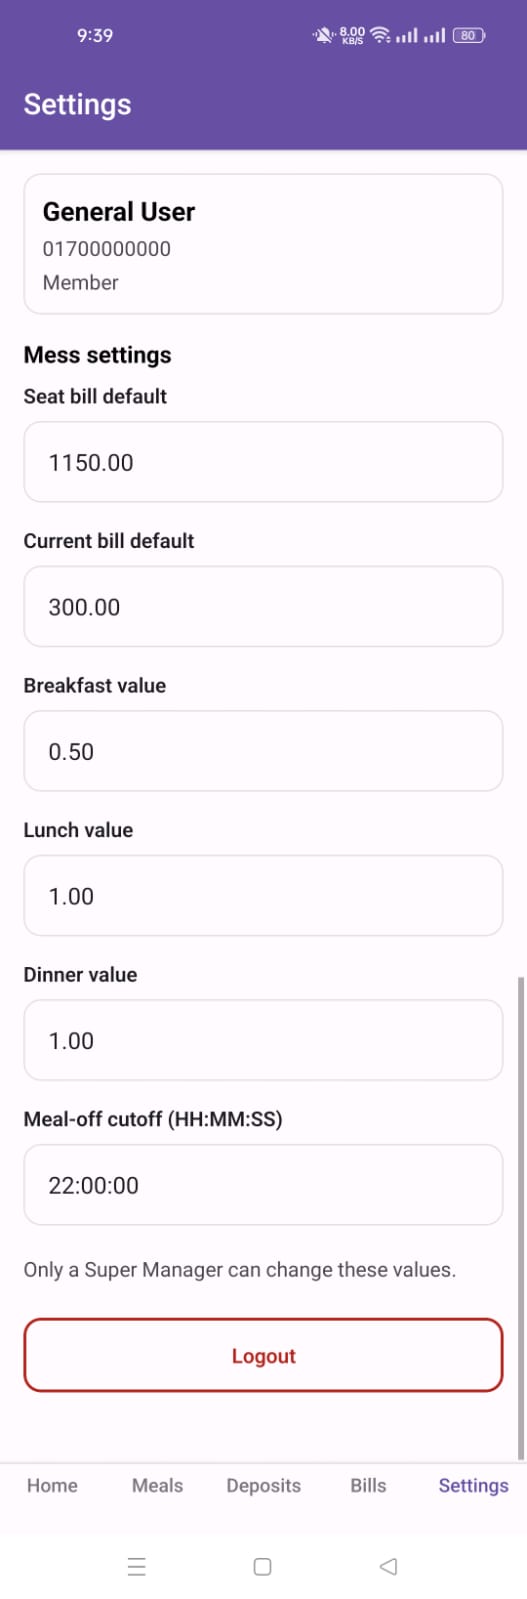 9:39
8.00
KB/S
80
Settings
General User
01700000000
Member
Mess settings
Seat bill default
1150.00
Current bill default
300.00
Breakfast value
0.50
Lunch value
1.00
Dinner value
1.00
Meal-off cutoff (HH:MM:SS)
22:00:00
Only a Super Manager can change these values.
Logout
Home Meals Deposits Bills Settings